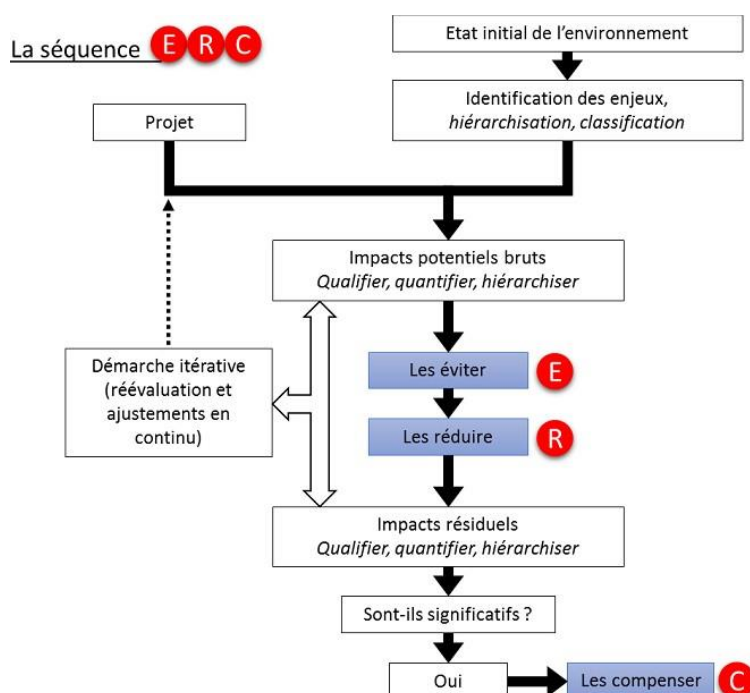 La séquence E R C
Etat initial de l'environnement
Identification des enjeux,
hiérarchisation, classification
Projet
Impacts potentiels bruts
Qualifier, quantifier, hiérarchiser
Démarche itérative
(réévaluation et
ajustements en
continu)
Les éviter
E
Les réduire
R
Impacts résiduels
Qualifier, quantifier, hiérarchiser
Sont-ils significatifs ?
Oui
Les compenser
C